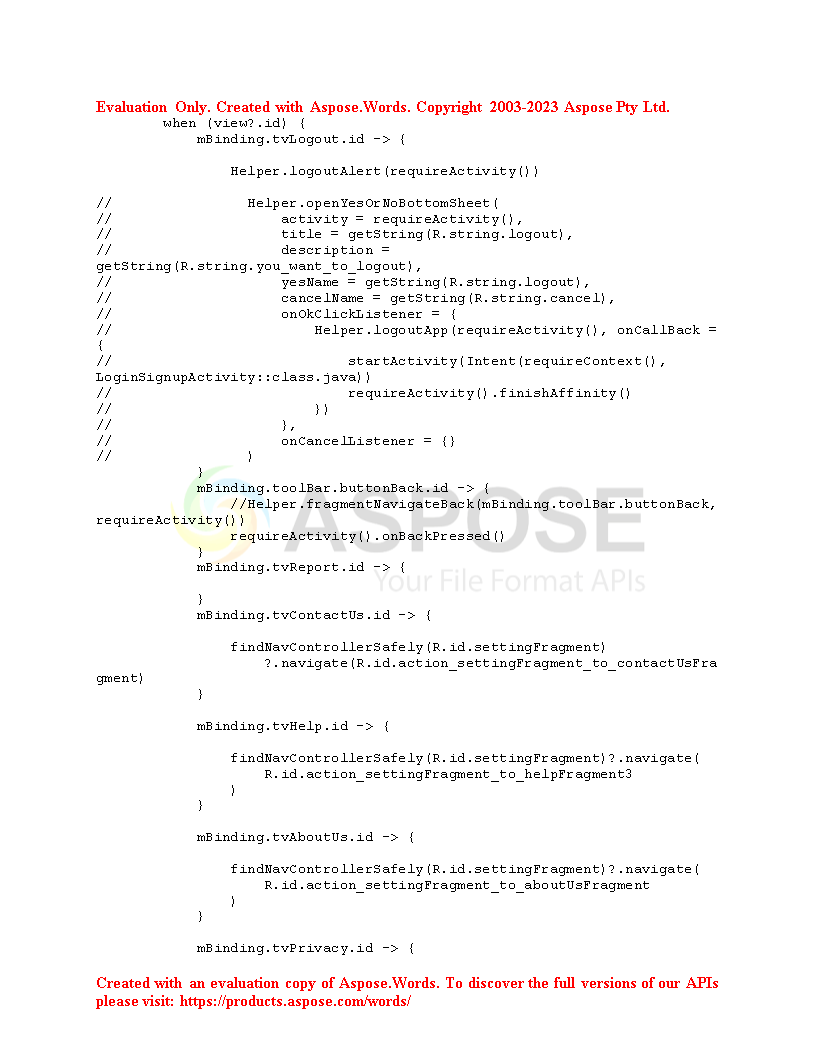 Evaluation Only. Created with Aspose.Words. Copyright 2003-2023 Aspose Pty Ltd.
        when (view?.id) {
            mBinding.tvLogout.id -> {

                Helper.logoutAlert(requireActivity())

//                Helper.openYesOrNoBottomSheet(
//                    activity = requireActivity(),
//                    title = getString(R.string.logout),
//                    description =
getString(R.string.you_want_to_logout),
//                    yesName = getString(R.string.logout),
//                    cancelName = getString(R.string.cancel),
//                    onOkClickListener = {
//                        Helper.logoutApp(requireActivity(), onCallBack =
{
//                            startActivity(Intent(requireContext(),
LoginSignupActivity::class.java))
//                            requireActivity().finishAffinity()
//                        })
//                    },
//                    onCancelListener = {}
//                )
            }
            mBinding.toolBar.buttonBack.id -> {
                //Helper.fragmentNavigateBack(mBinding.toolBar.buttonBack,
requireActivity())
                requireActivity().onBackPressed()
            }
            mBinding.tvReport.id -> {

            }
            mBinding.tvContactUs.id -> {

                findNavControllerSafely(R.id.settingFragment)
                    ?.navigate(R.id.action_settingFragment_to_contactUsFra
gment)
            }

            mBinding.tvHelp.id -> {

                findNavControllerSafely(R.id.settingFragment)?.navigate(
                    R.id.action_settingFragment_to_helpFragment3
                )
            }

            mBinding.tvAboutUs.id -> {

                findNavControllerSafely(R.id.settingFragment)?.navigate(
                    R.id.action_settingFragment_to_aboutUsFragment
                )
            }

            mBinding.tvPrivacy.id -> {
ASPOSE
Your File Format APIs
Created with an evaluation copy of Aspose.Words. To discover the full versions of our APIs
please visit: https://products.aspose.com/words/